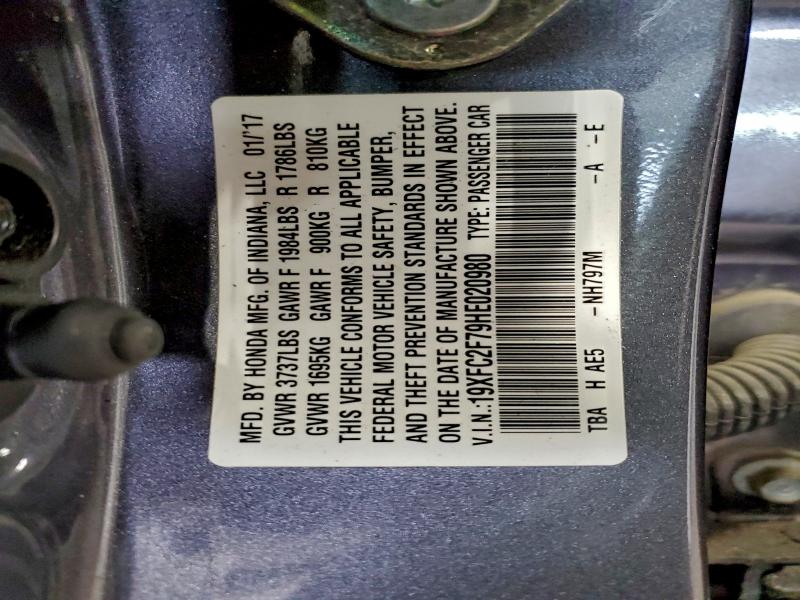 MFD. BY HONDA MFG. OF INDIANA, LLC 01/'17
GVWR 3737LBS GAWR F 1984LBS R 1786LBS
GVWR 1695KG GAWR F 900KG R 810KG
THIS VEHICLE CONFORMS TO ALL APPLICABLE
FEDERAL MOTOR VEHICLE SAFETY, BUMPER,
AND THEFT PREVENTION STANDARDS IN EFFECT
ON THE DATE OF MANUFACTURE SHOWN ABOVE.
V.I.N.:19XFC2F79HE020980 TYPE: PASSENGER CAR
TBA H AE5 -NH797M -A -E